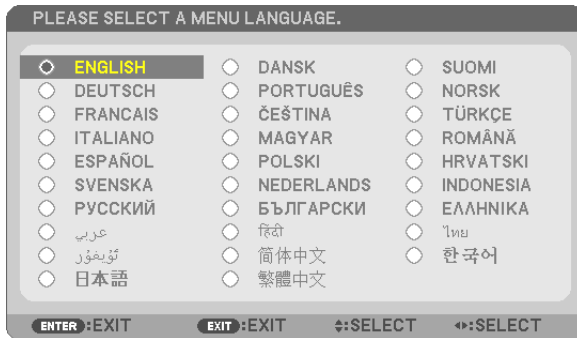 PLEASE SELECT A MENU LANGUAGE.
ENGLISH DANSK SUOMI
DEUTSCH PORTUGUÊS NORSK
FRANCAIS ČEŠTINA TÜRKÇE
ITALIANO MAGYAR ROMÂNĂ
ESPAÑOL POLSKI HRVATSKI
SVENSKA NEDERLANDS INDONESIA
РУССКИЙ БЪЛГАРСКИ ΕΛΛΗΝΙΚΑ
عربي हिंदी ไทย
ئۇيغۇر 简体中文 한국어
日本語 繁體中文
ENTER :EXIT EXIT :EXIT :SELECT :SELECT